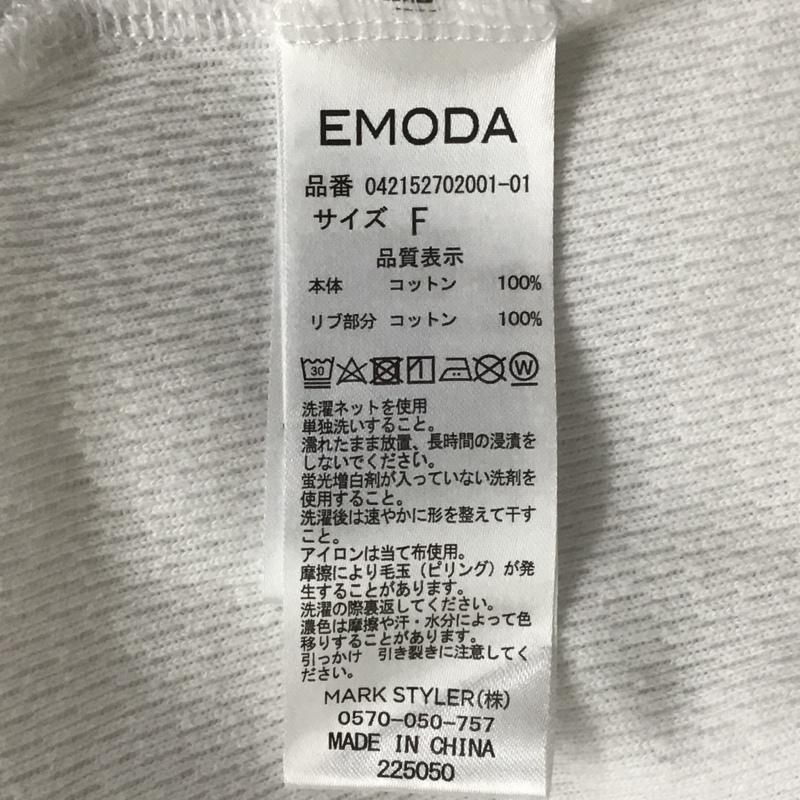 EMODA
品番 042152702001-01
サイズ F
品質表示
本体 コットン 100%
リブ部分 コットン 100%
30 W
洗濯ネットを使用
単独洗いすること。
濡れたまま放置、長時間の浸漬を
しないでください。
蛍光増白剤が入っていない洗剤を
使用すること。
洗濯後は速やかに形を整えて干す
こと。
アイロンは当て布使用。
摩擦により毛玉（ピリング）が発
生することがあります。
洗濯の際裏返してください。
濃色は摩擦や汗・水分によって色
移りすることがあります。
引っかけ 引き裂きに注意してく
ださい。
MARK STYLER(株)
0570-050-757
MADE IN CHINA
225050